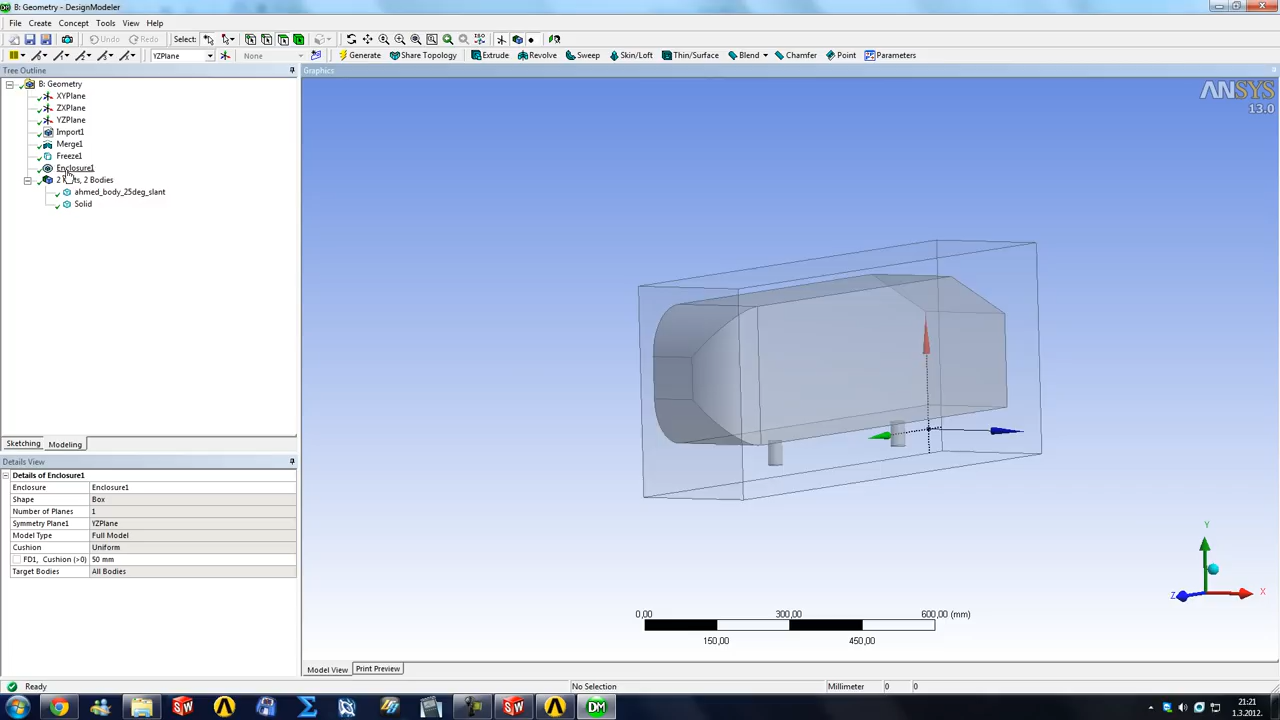 B: Geometry - DesignModeler
File Create Concept Tools View Help
Undo Redo Select:
YZPlane None Generate Share Topology Extrude Revolve Sweep Skin/Loft Thin/Surface Blend Chamfer Point Parameters
Tree Outline
Graphics
B: Geometry
XYPlane
ZXPlane
YZPlane
Import1
Merge1
Freeze1
Enclosure1
2 Parts, 2 Bodies
ahmed_body_25deg_slant
Solid
ANSYS
13.0
Sketching Modeling
Details View
Details of Enclosure1
Enclosure Enclosure1
Shape Box
Number of Planes 1
Symmetry Plane1 YZPlane
Model Type Full Model
Cushion Uniform
FD1, Cushion (>0) 50 mm
Target Bodies All Bodies
Y
Z X
0,00 300,00 600,00 (mm)
150,00 450,00
Model View Print Preview
Ready No Selection Millimeter 0 0
21:21
1.3.2012.